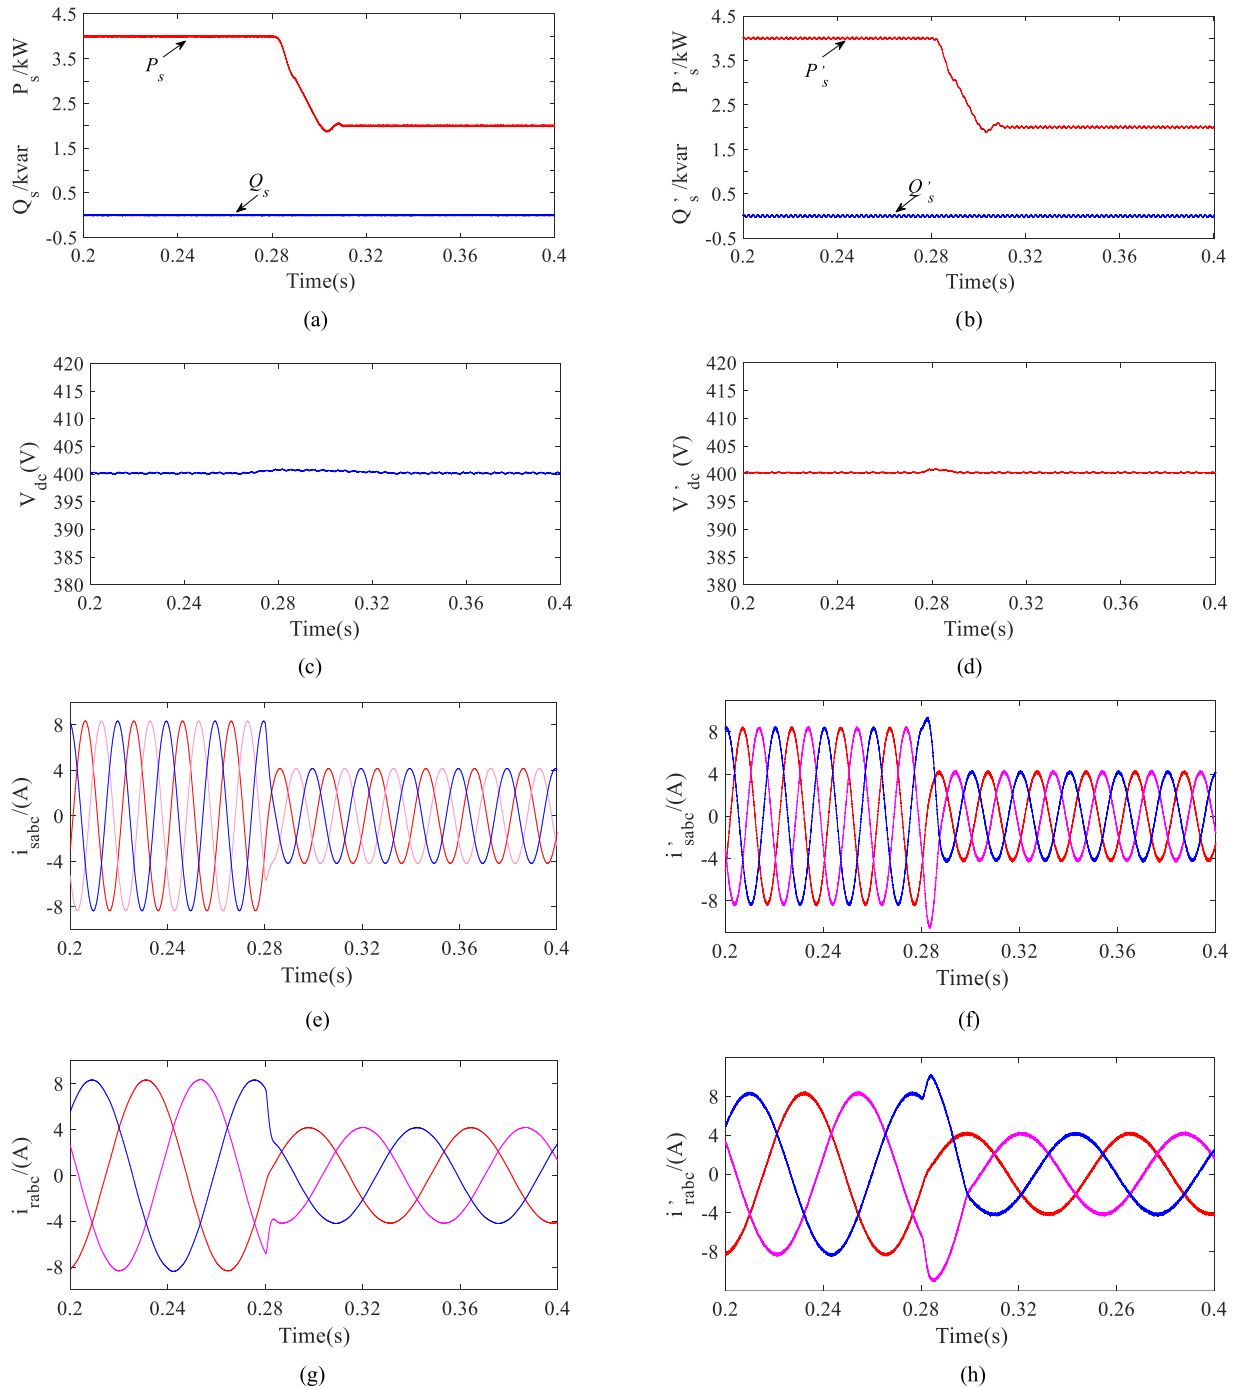 4.5
3.5
2.5
1.5
0.5
-0.5
Q_s/kvar P_s/kW
P_s
Q_s
0.2 0.24 0.28 0.32 0.36 0.4
Time(s)
(a)
4.5
3.5
2.5
1.5
0.5
-0.5
Q's/kvar P's/kW
P's
Q's
0.2 0.24 0.28 0.32 0.36 0.4
Time(s)
(b)
420
415
410
405
400
395
390
385
380
V_dc(V)
0.2 0.24 0.28 0.32 0.36 0.4
Time(s)
(c)
420
415
410
405
400
395
390
385
380
V'dc(V)
0.2 0.24 0.28 0.32 0.36 0.4
Time(s)
(d)
8
4
0
-4
-8
i_sabc/(A)
0.2 0.24 0.28 0.32 0.36 0.4
Time(s)
(e)
8
4
0
-4
-8
i'sabc/(A)
0.2 0.24 0.28 0.32 0.36 0.4
Time(s)
(f)
8
4
0
-4
-8
i_rabc/(A)
0.2 0.24 0.28 0.32 0.36 0.4
Time(s)
(g)
8
4
0
-4
-8
i'rabc/(A)
0.2 0.24 0.28 0.32 0.26 0.4
Time(s)
(h)